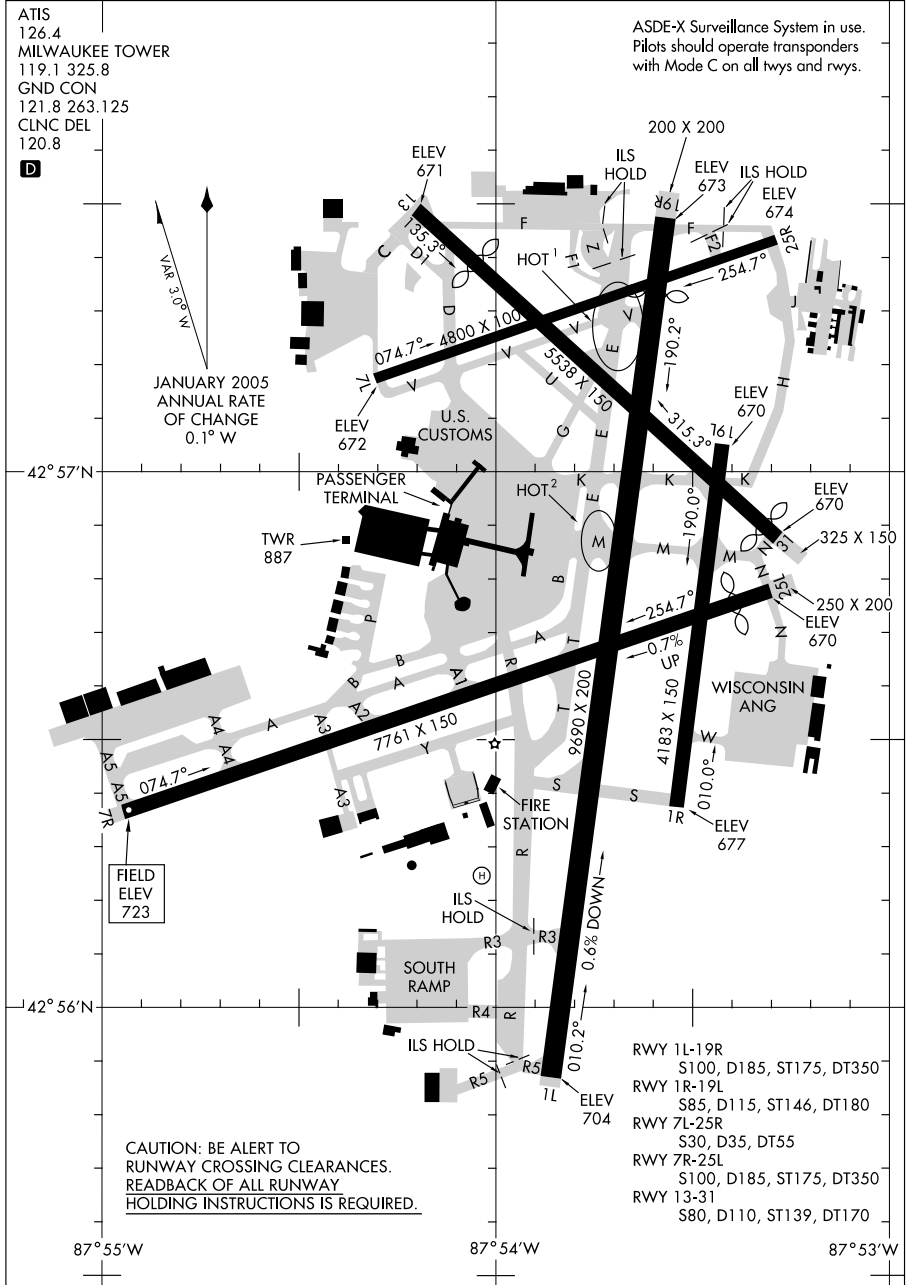 ATIS
126.4
MILWAUKEE TOWER
119.1 325.8
GND CON
121.8 263.125
CLNC DEL
120.8
D
ASDE-X Surveillance System in use.
Pilots should operate transponders
with Mode C on all twys and rwys.
200 X 200
ELEV
671
ILS
HOLD
ELEV
673
ILS HOLD
ELEV
674
13
19R
F
F
F2
25R
C
135.3°
D1
Z
F1
HOT 1
254.7°
VAR 3.0° W
D
J
V
E
V
V
V
074.7°
4800 X 100
190.2°
H
7L
5538 X 150
U
JANUARY 2005
ANNUAL RATE
OF CHANGE
0.1° W
ELEV
672
U.S.
CUSTOMS
G
E
315.3°
ELEV
670
19L
42°57'N
PASSENGER
TERMINAL
HOT 2
K
E
K
K
190.0°
ELEV
670
TWR
887
M
M
M
N
31
325 X 150
N
N
25L
B
254.7°
250 X 200
ELEV
670
P
0.7%
UP
N
B
B
A
R
A
T
T
A1
WISCONSIN
ANG
A2
A
A3
A4
A4
7761 X 150
9690 X 200
4183 X 150
W
Y
A5
A5
074.7°
010.0°
7R
A3
S
S
FIRE
STATION
1R
ELEV
677
R
FIELD
ELEV
723
H
ILS
HOLD
0.6% DOWN
R3
R3
SOUTH
RAMP
42°56'N
R4
R
010.2°
ILS HOLD
R5
R5
1L
ELEV
704
RWY 1L-19R
S100, D185, ST175, DT350
RWY 1R-19L
S85, D115, ST146, DT180
RWY 7L-25R
S30, D35, DT55
RWY 7R-25L
S100, D185, ST175, DT350
RWY 13-31
S80, D110, ST139, DT170
CAUTION: BE ALERT TO
RUNWAY CROSSING CLEARANCES.
READBACK OF ALL RUNWAY
HOLDING INSTRUCTIONS IS REQUIRED.
87°55'W
87°54'W
87°53'W